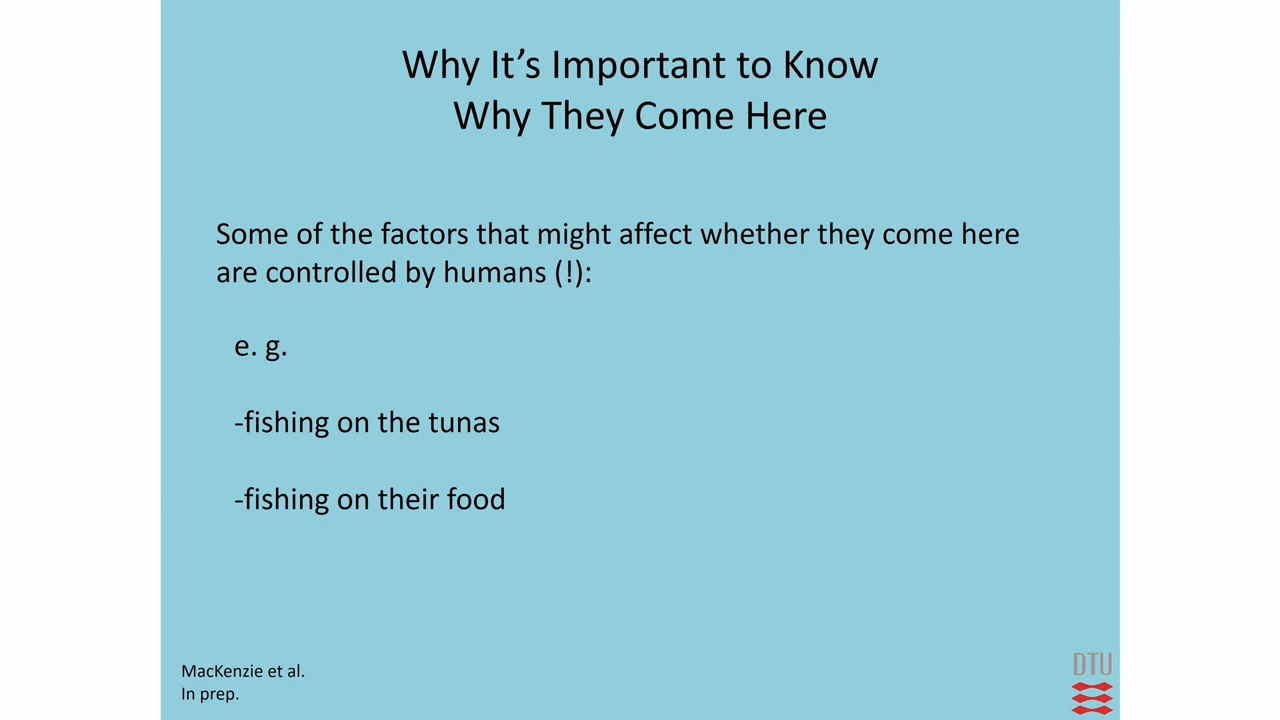 Why It’s Important to Know
Why They Come Here
Some of the factors that might affect whether they come here
are controlled by humans (!):
e. g.
-fishing on the tunas
-fishing on their food
MacKenzie et al.
In prep.
DTU